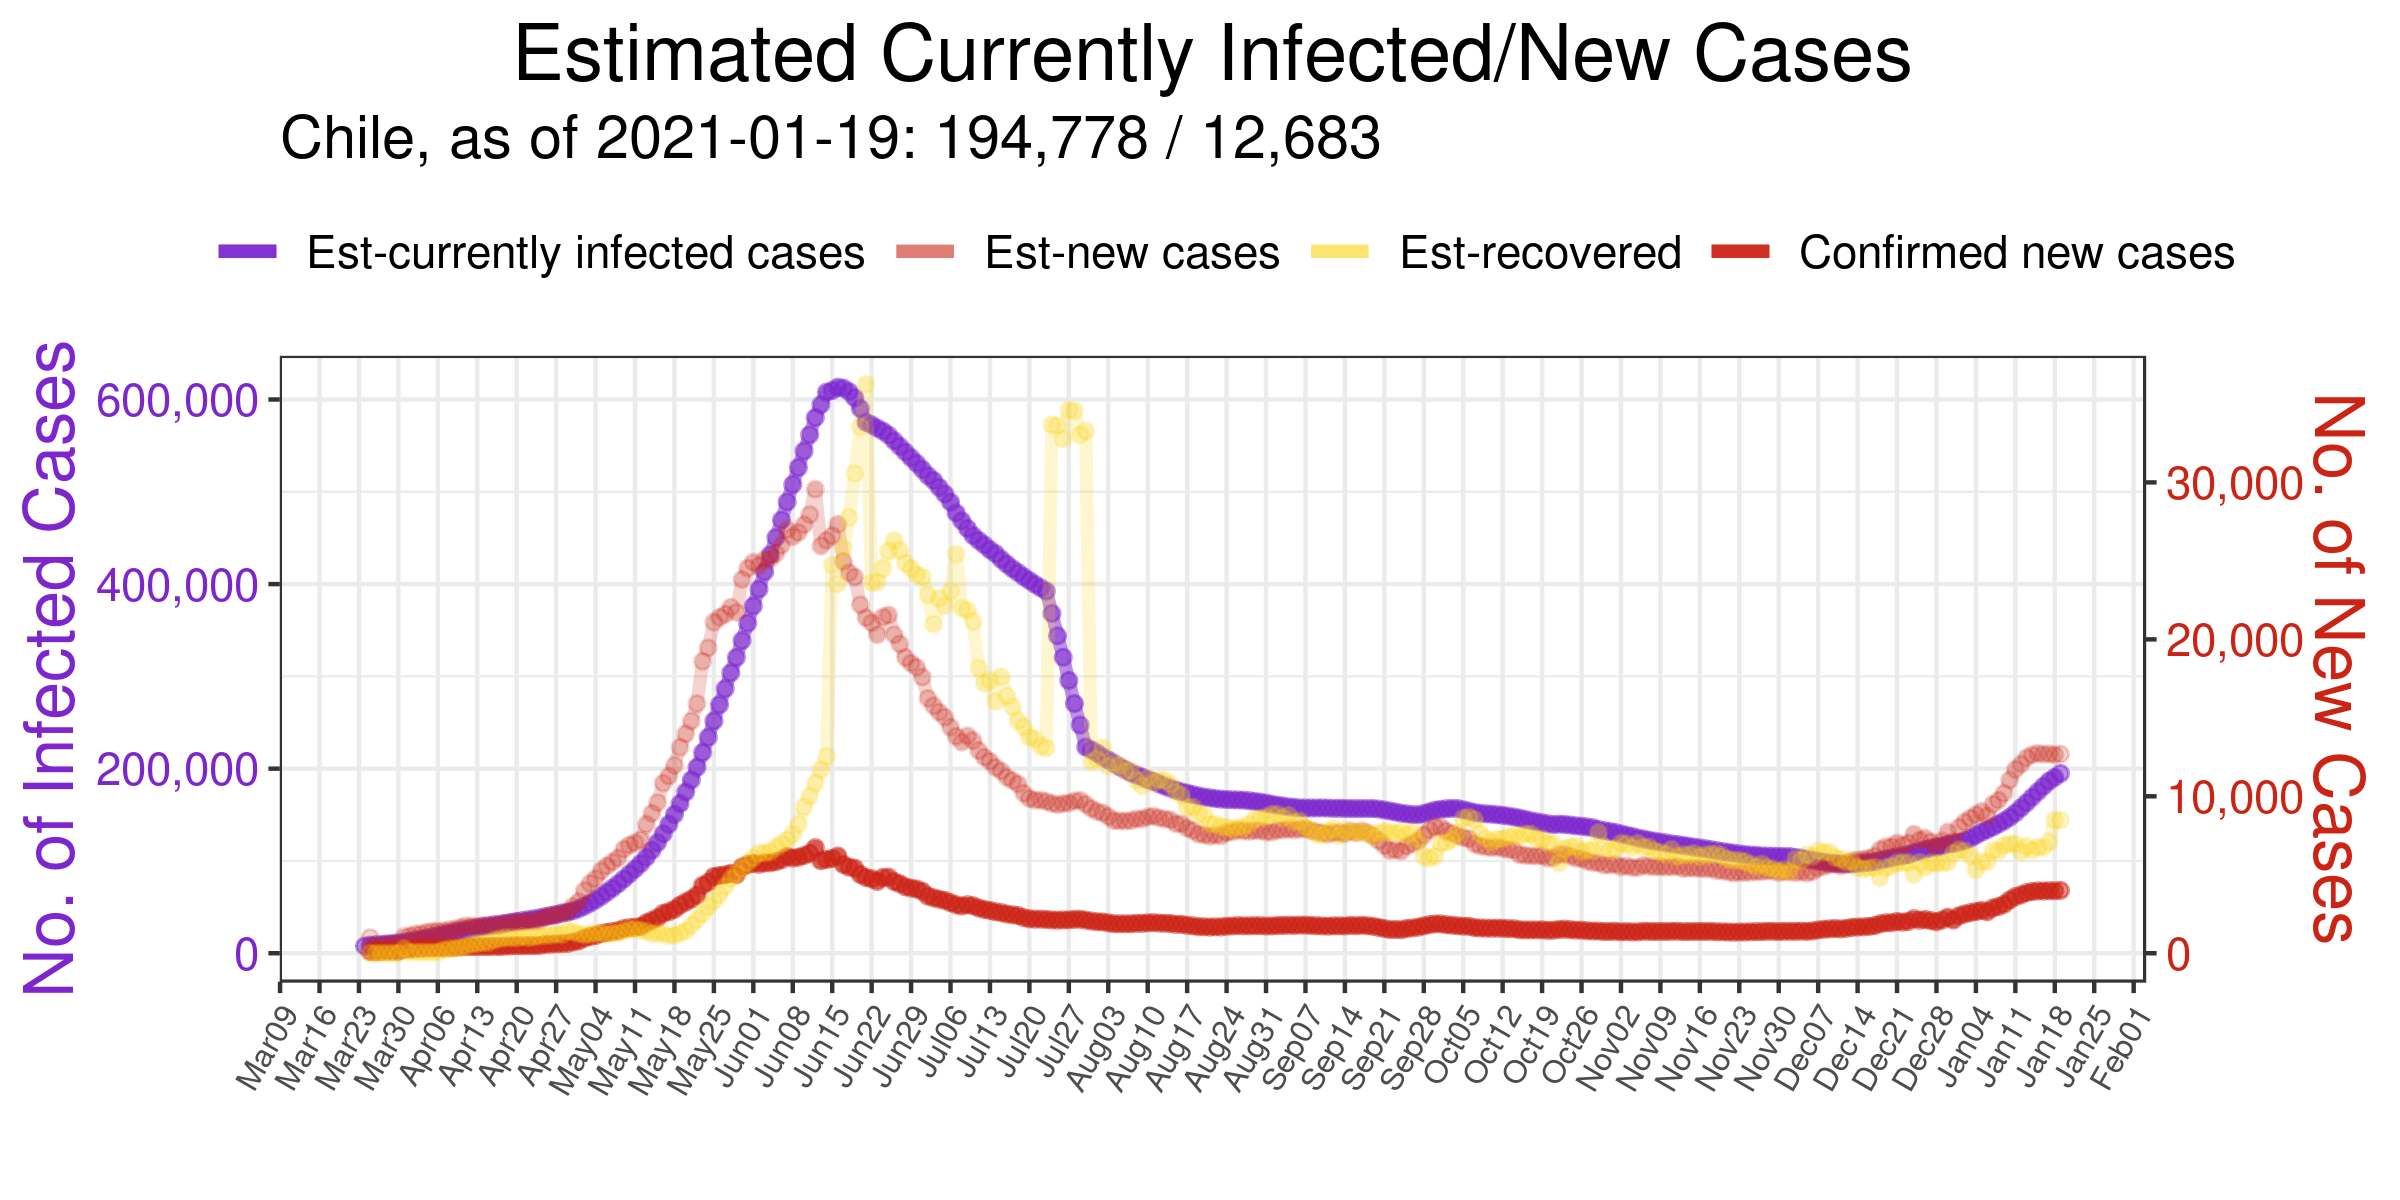 Estimated Currently Infected/New Cases
Chile, as of 2021-01-19: 194,778 / 12,683
Est-currently infected cases Est-new cases Est-recovered Confirmed new cases
No. of Infected Cases
600,000
400,000
200,000
0
30,000
20,000
10,000
0
No. of New Cases
Mar09 Mar16 Mar23 Mar30 Apr06 Apr13 Apr20 Apr27 May04 May11 May18 May25 Jun01 Jun08 Jun15 Jun22 Jun29 Jul06 Jul13 Jul20 Jul27 Aug03 Aug10 Aug17 Aug24 Aug31 Sep07 Sep14 Sep21 Sep28 Oct05 Oct12 Oct19 Oct26 Nov02 Nov09 Nov16 Nov23 Nov30 Dec07 Dec14 Dec21 Dec28 Jan04 Jan11 Jan18 Jan25 Feb01